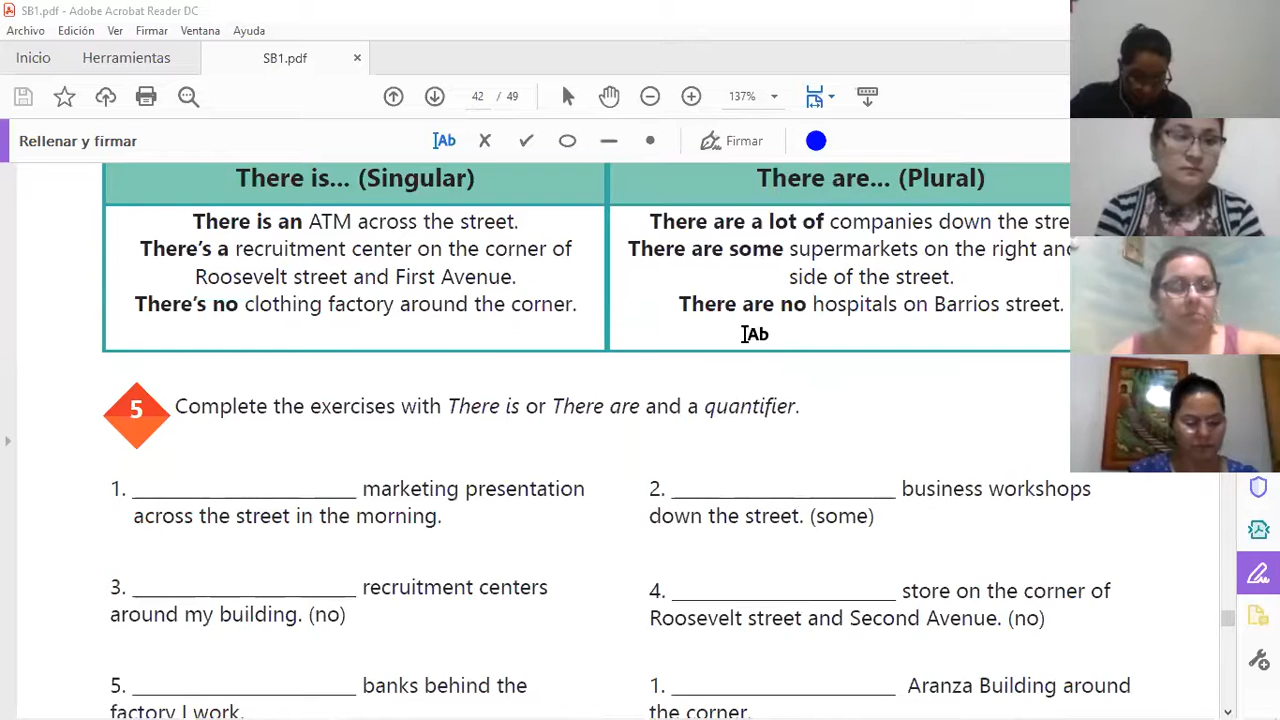 SB1.pdf - Adobe Acrobat Reader DC
Archivo Edición Ver Firmar Ventana Ayuda
Inicio Herramientas SB1.pdf ×
42 / 49 137%
Rellenar y firmar Ab Firmar
There is... (Singular) There are... (Plural)
There is an ATM across the street.
There's a recruitment center on the corner of
Roosevelt street and First Avenue.
There's no clothing factory around the corner.
There are a lot of companies down the stre
There are some supermarkets on the right and
side of the street.
There are no hospitals on Barrios street.
Ab
5 Complete the exercises with There is or There are and a quantifier.
1. ____________________ marketing presentation
across the street in the morning.
2. ____________________ business workshops
down the street. (some)
3. ____________________ recruitment centers
around my building. (no)
4. ____________________ store on the corner of
Roosevelt street and Second Avenue. (no)
5. ____________________ banks behind the
factory I work.
1. ____________________ Aranza Building around
the corner.